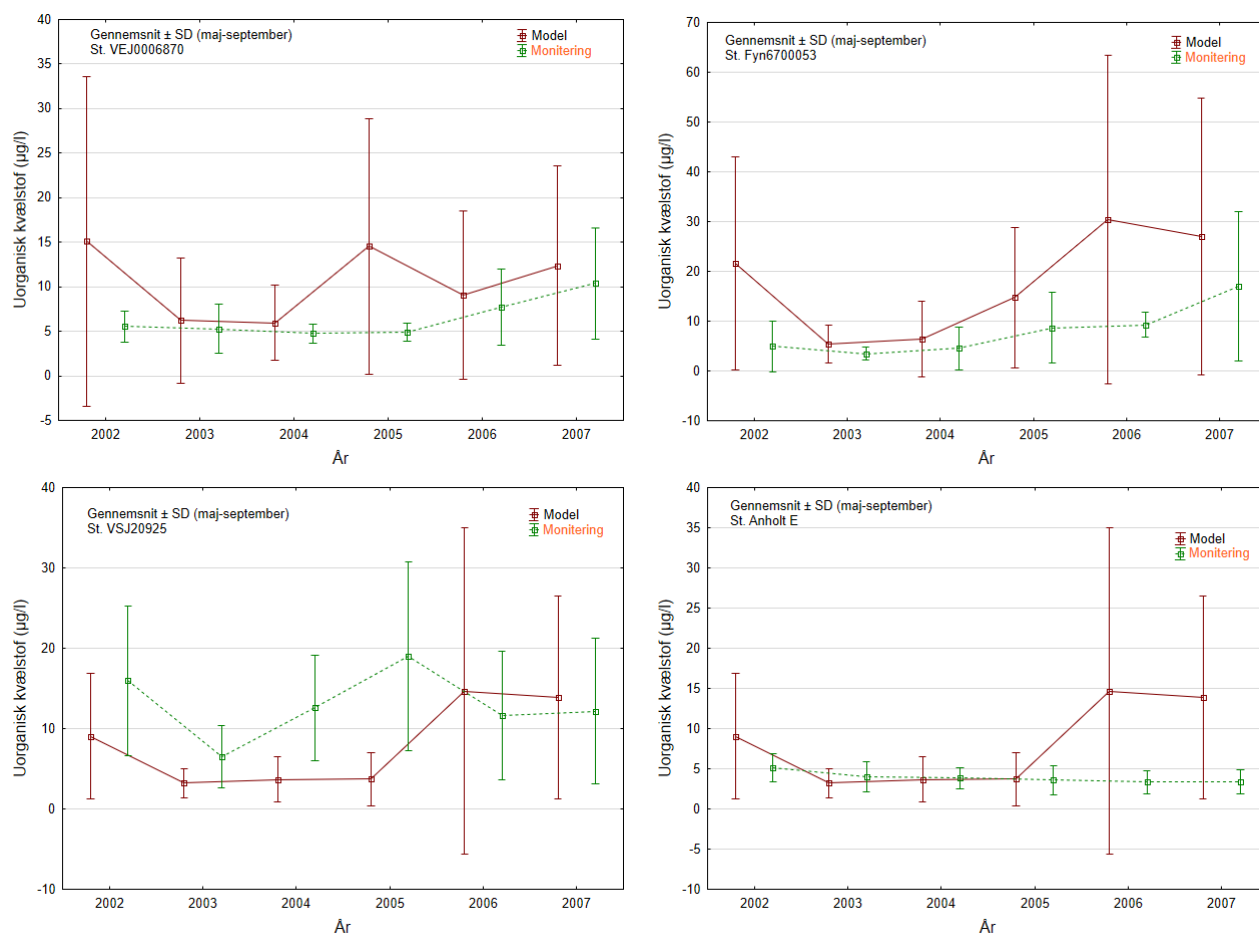 Gennemsnit ± SD (maj-september)
St. VEJ0006870
Model
Monitering
Uorganisk kvælstof (µg/l)
40
35
30
25
20
15
10
5
0
-5
2002 2003 2004 2005 2006 2007
År
Gennemsnit ± SD (maj-september)
St. Fyn6700053
Model
Monitering
Uorganisk kvælstof (µg/l)
70
60
50
40
30
20
10
0
-10
2002 2003 2004 2005 2006 2007
År
Gennemsnit ± SD (maj-september)
St. VSJ20925
Model
Monitering
Uorganisk kvælstof (µg/l)
40
30
20
10
0
-10
2002 2003 2004 2005 2006 2007
År
Gennemsnit ± SD (maj-september)
St. Anholt E
Model
Monitering
Uorganisk kvælstof (µg/l)
40
35
30
25
20
15
10
5
0
-5
-10
2002 2003 2004 2005 2006 2007
År